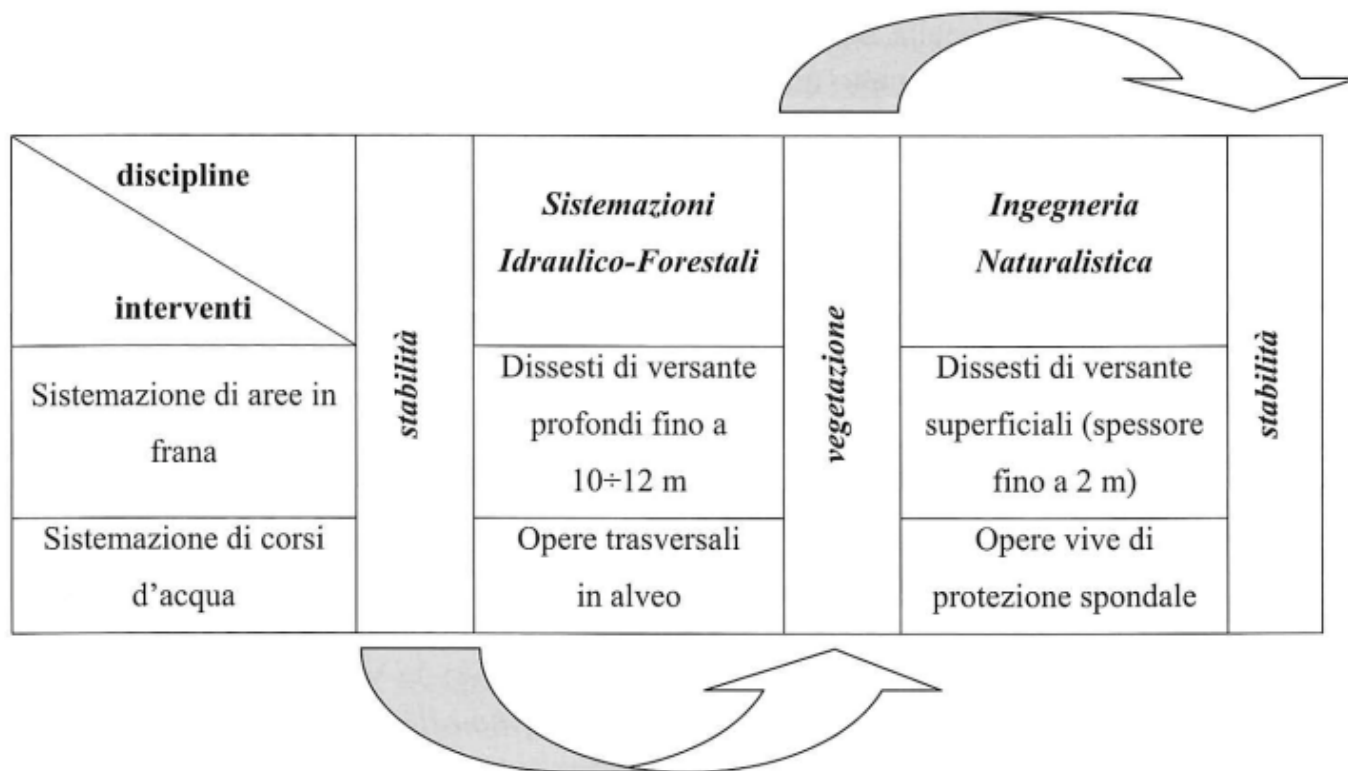 discipline
interventi
stabilità
Sistemazioni
Idraulico-Forestali
vegetazione
Ingegneria
Naturalistica
stabilità
Sistemazione di aree in
frana
Dissesti di versante
profondi fino a
10÷12 m
Dissesti di versante
superficiali (spessore
fino a 2 m)
Sistemazione di corsi
d'acqua
Opere trasversali
in alveo
Opere vive di
protezione spondale